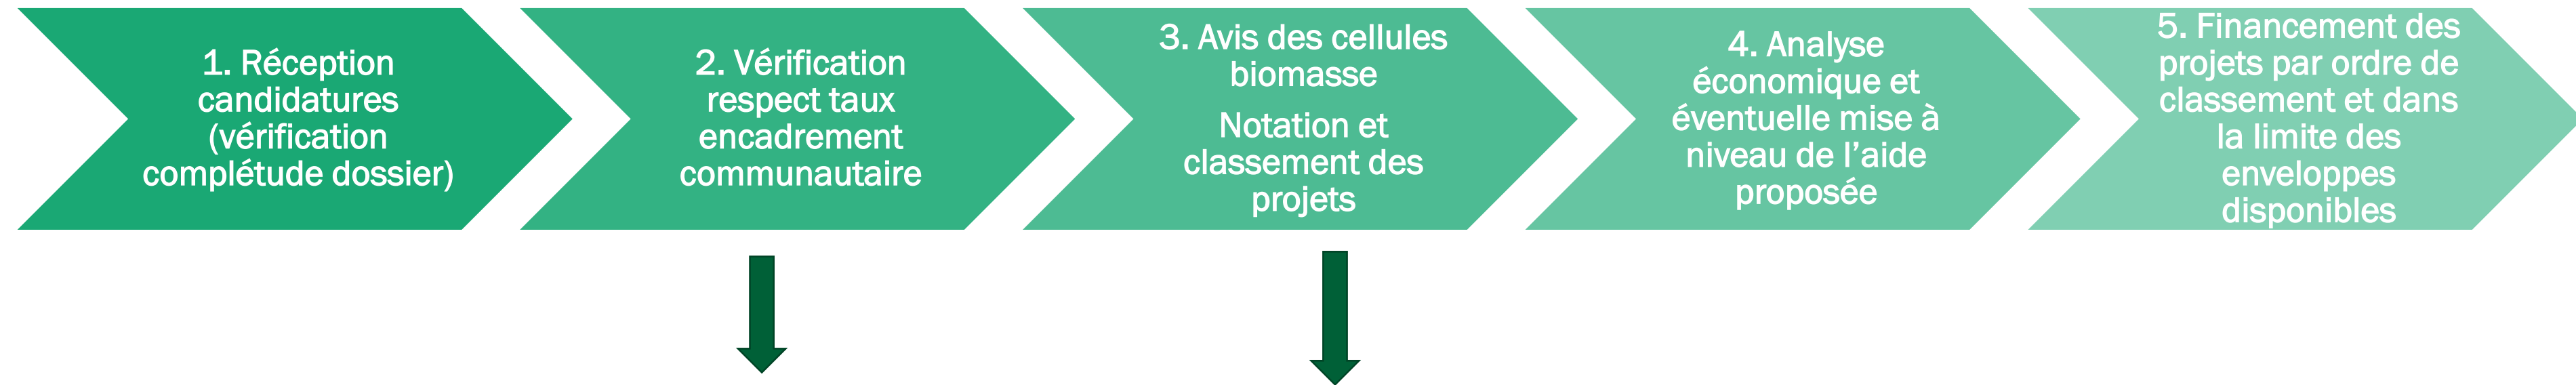 1. Réception
candidatures
(vérification
complétude dossier)
2. Vérification
respect taux
encadrement
communautaire
3. Avis des cellules
biomasse
Notation et
classement des
projets
4. Analyse
économique et
éventuelle mise à
niveau de l’aide
proposée
5. Financement des
projets par ordre de
classement et dans
la limite des
enveloppes
disponibles